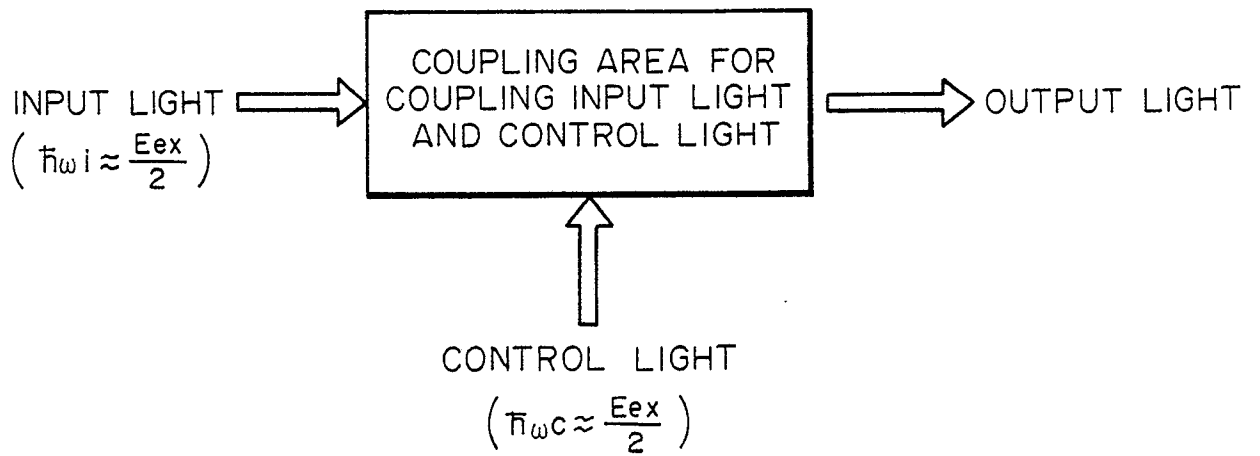 COUPLING AREA FOR
COUPLING INPUT LIGHT
AND CONTROL LIGHT
INPUT LIGHT
( ħωi ≈ Eex/2 )
OUTPUT LIGHT
CONTROL LIGHT
( ħωc ≈ Eex/2 )